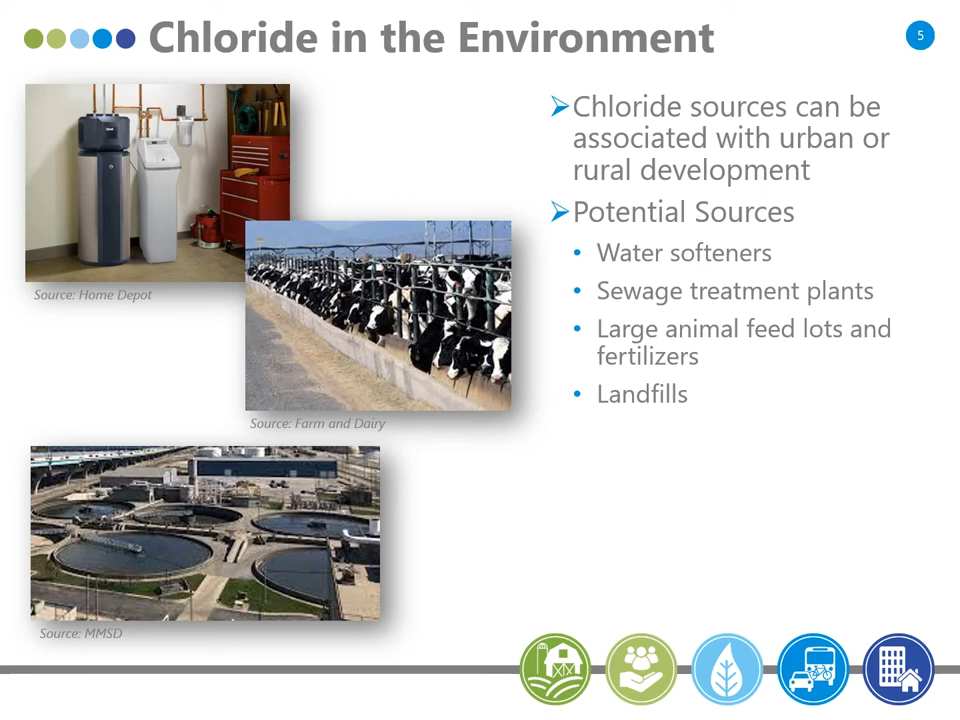 Chloride in the Environment
5
Source: Home Depot
Source: Farm and Dairy
Source: MMSD
Chloride sources can be
associated with urban or
rural development
Potential Sources
Water softeners
Sewage treatment plants
Large animal feed lots and
fertilizers
Landfills